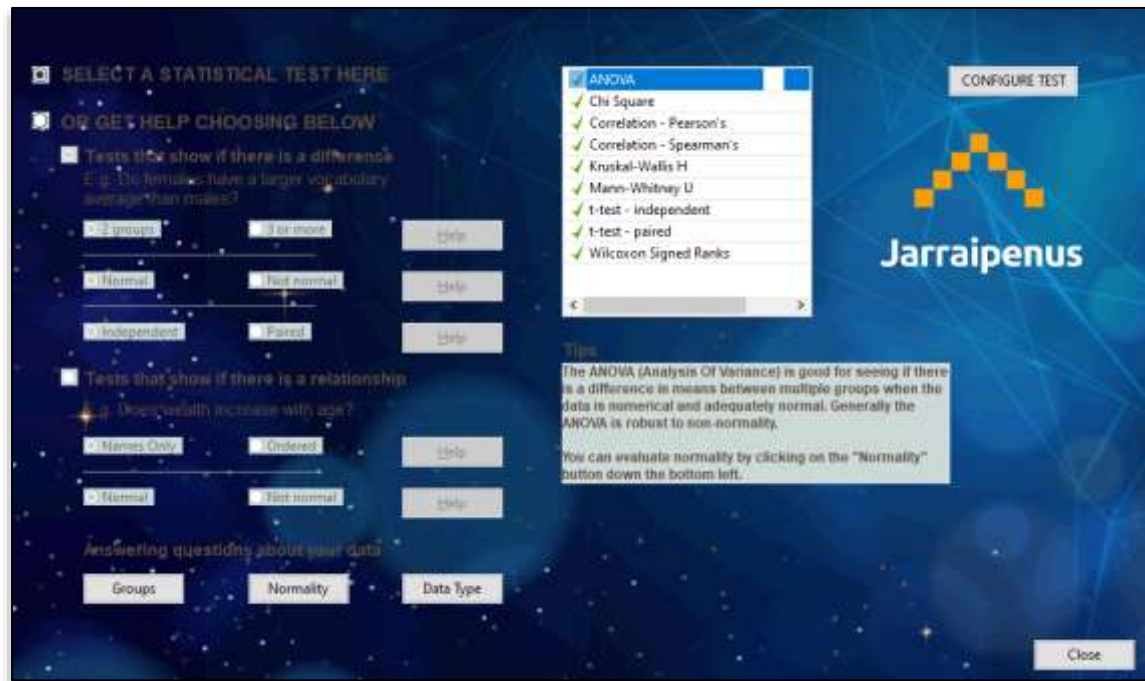 SELECT A STATISTICAL TEST HERE
OR GET HELP CHOOSING BELOW
Tests that show if there is a difference
E.g. Do females have a larger vocabulary
average than males?
2 groups
3 or more
Help
Normal
Not normal
Help
Independent
Paired
Help
Tests that show if there is a relationship
E.g. Does wealth increase with age?
Names Only
Ordered
Help
Normal
Not normal
Help
Answering questions about your data
Groups
Normality
Data Type
ANOVA
Chi Square
Correlation - Pearson's
Correlation - Spearman's
Kruskal-Wallis H
Mann-Whitney U
t-test - independent
t-test - paired
Wilcoxon Signed Ranks
Tips
The ANOVA (Analysis Of Variance) is good for seeing if there
is a difference in means between multiple groups when the
data is numerical and adequately normal. Generally the
ANOVA is robust to non-normality.
You can evaluate normality by clicking on the "Normality"
button down the bottom left.
CONFIGURE TEST
Jarraipenus
Close